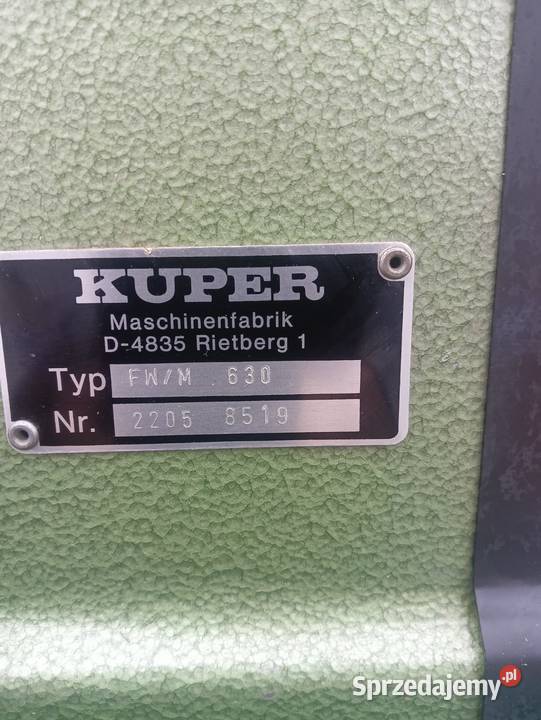 KUPER
Maschinenfabrik
D-4835 Rietberg 1
Typ FW/M 630
Nr. 2205 8519
Sprzedajemy.pl